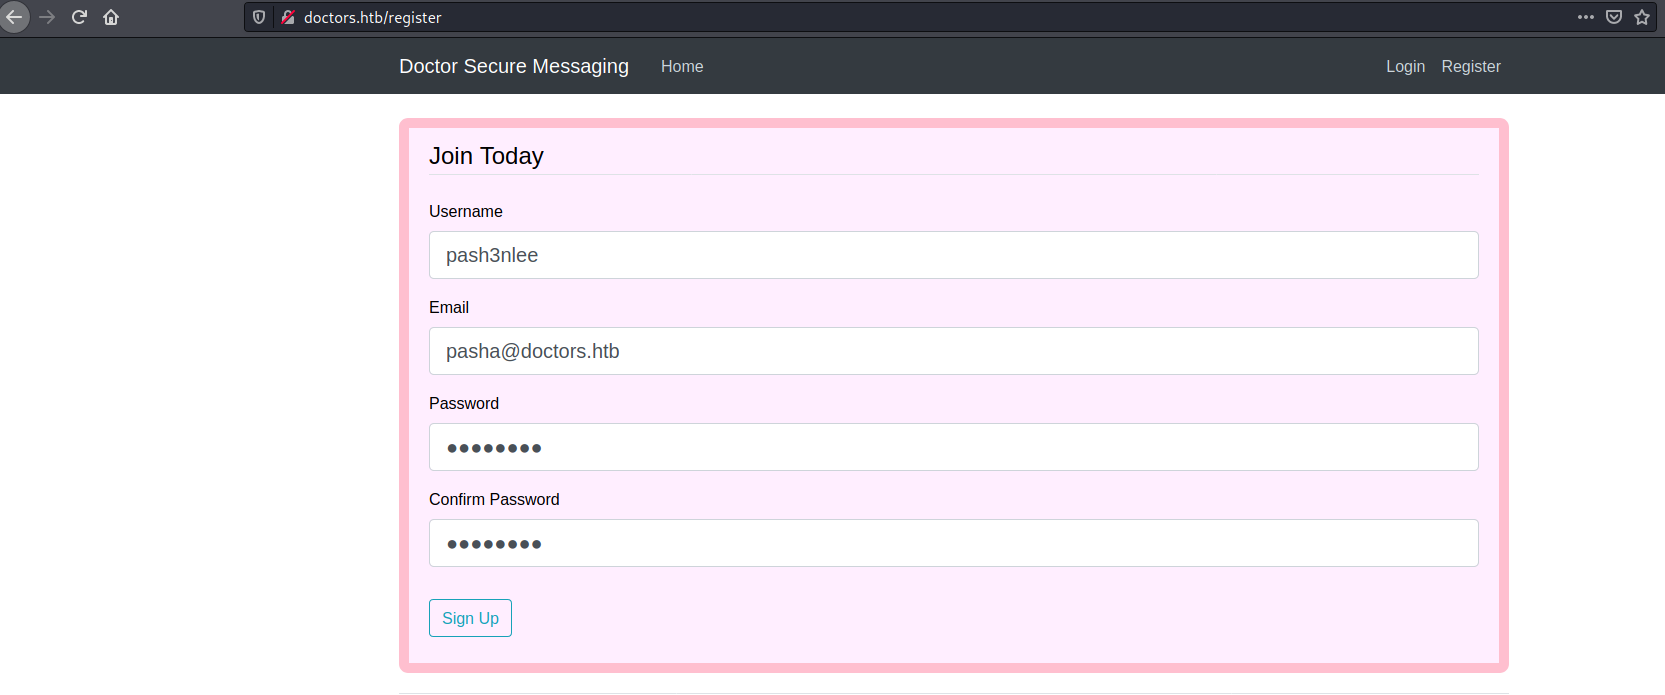 doctors.htb/register
Doctor Secure Messaging Home Login Register
Join Today
Username
pash3nlee
Email
pasha@doctors.htb
Password
●●●●●●●●
Confirm Password
●●●●●●●●
Sign Up